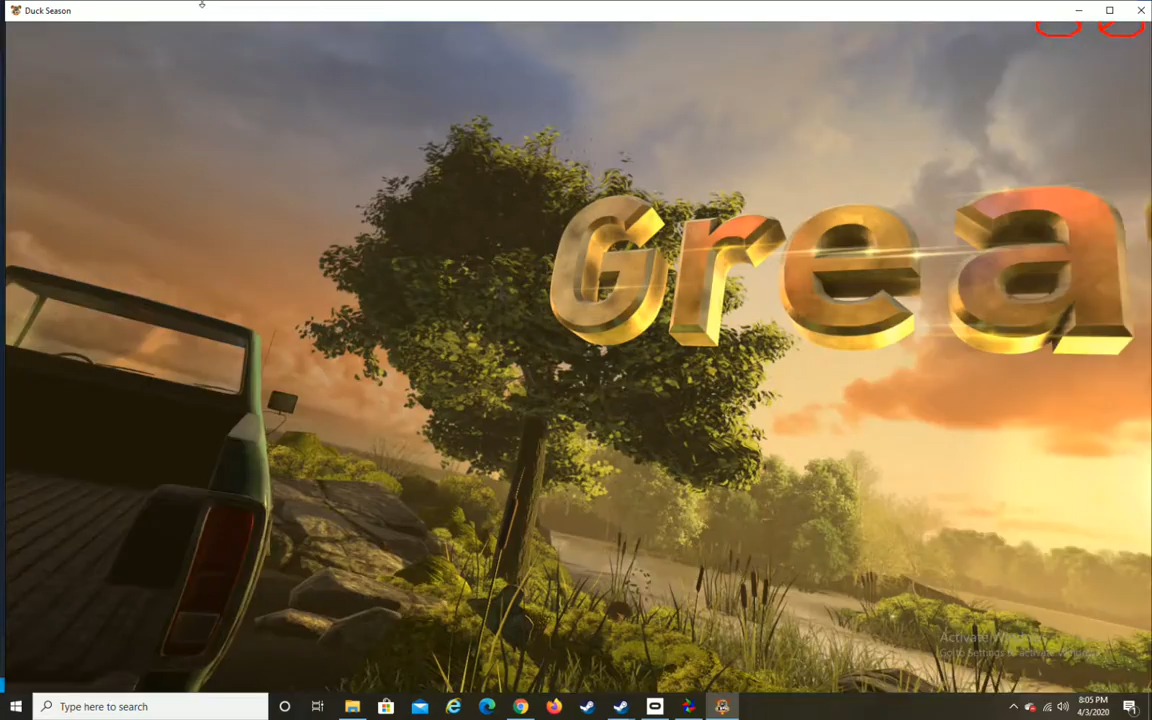 Duck Season
Grea
Activate Windows
Go to Settings to activate Windows.
Type here to search
8:05 PM
4/3/2020